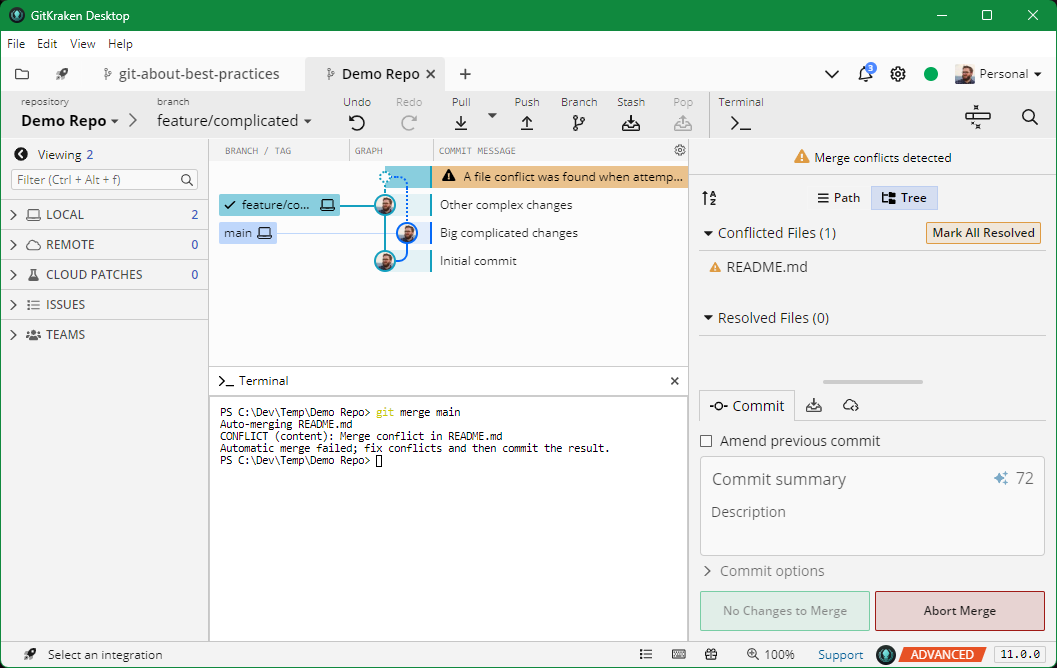 GitKraken Desktop
File Edit View Help
git-about-best-practices
Demo Repo
3
Personal
repository
Demo Repo
branch
feature/complicated
Undo
Redo
Pull
Push
Branch
Stash
Pop
Terminal
Viewing 2
Filter (Ctrl + Alt + f)
LOCAL 2
REMOTE 0
CLOUD PATCHES 0
ISSUES
TEAMS
BRANCH / TAG GRAPH COMMIT MESSAGE
A file conflict was found when attemp...
feature/co... Other complex changes
main Big complicated changes
Initial commit
Terminal
PS C:\Dev\Temp\Demo Repo> git merge main
Auto-merging README.md
CONFLICT (content): Merge conflict in README.md
Automatic merge failed; fix conflicts and then commit the result.
PS C:\Dev\Temp\Demo Repo>
Merge conflicts detected
Path Tree
Conflicted Files (1) Mark All Resolved
README.md
Resolved Files (0)
Commit
Amend previous commit
Commit summary 72
Description
Commit options
No Changes to Merge Abort Merge
Select an integration
100% Support ADVANCED 11.0.0